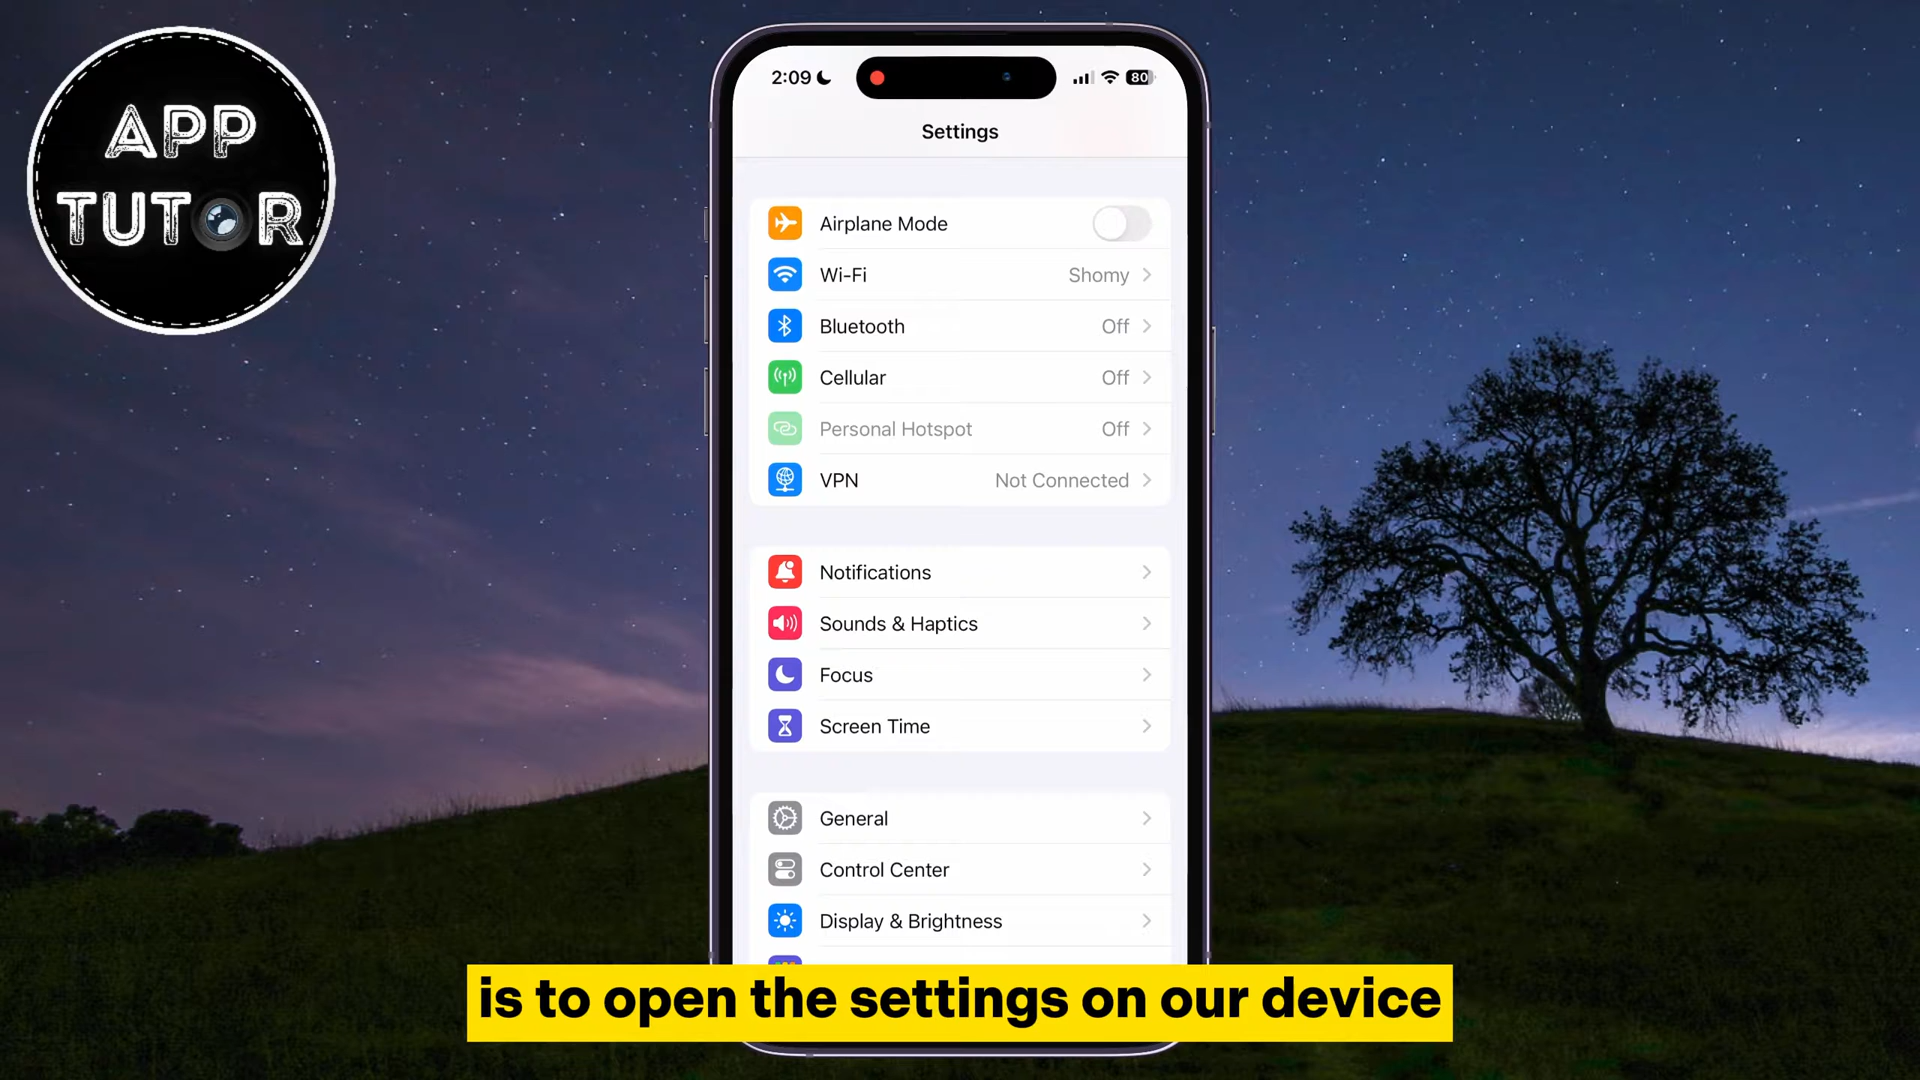 APP
TUTOR
2:09
80
Settings
Airplane Mode
Wi-Fi Shomy
Bluetooth Off
Cellular Off
Personal Hotspot Off
VPN Not Connected
Notifications
Sounds & Haptics
Focus
Screen Time
General
Control Center
Display & Brightness
is to open the settings on our device